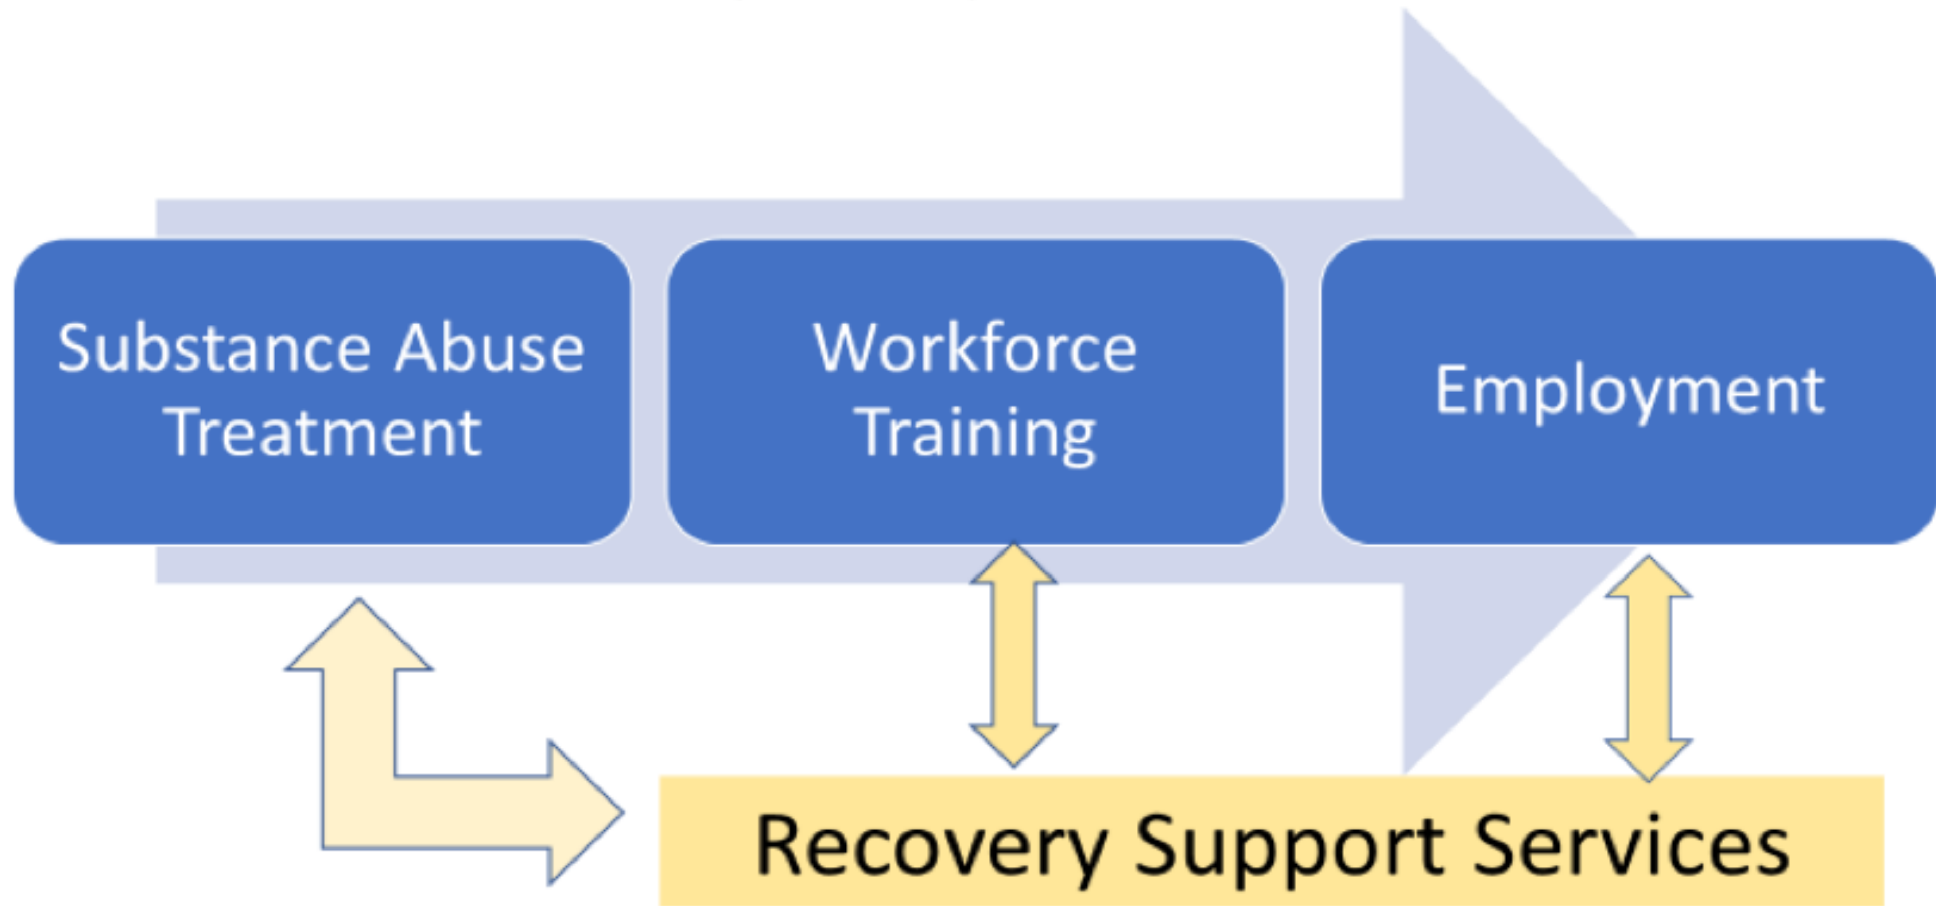 Substance Abuse
Treatment
Workforce
Training
Employment
Recovery Support Services